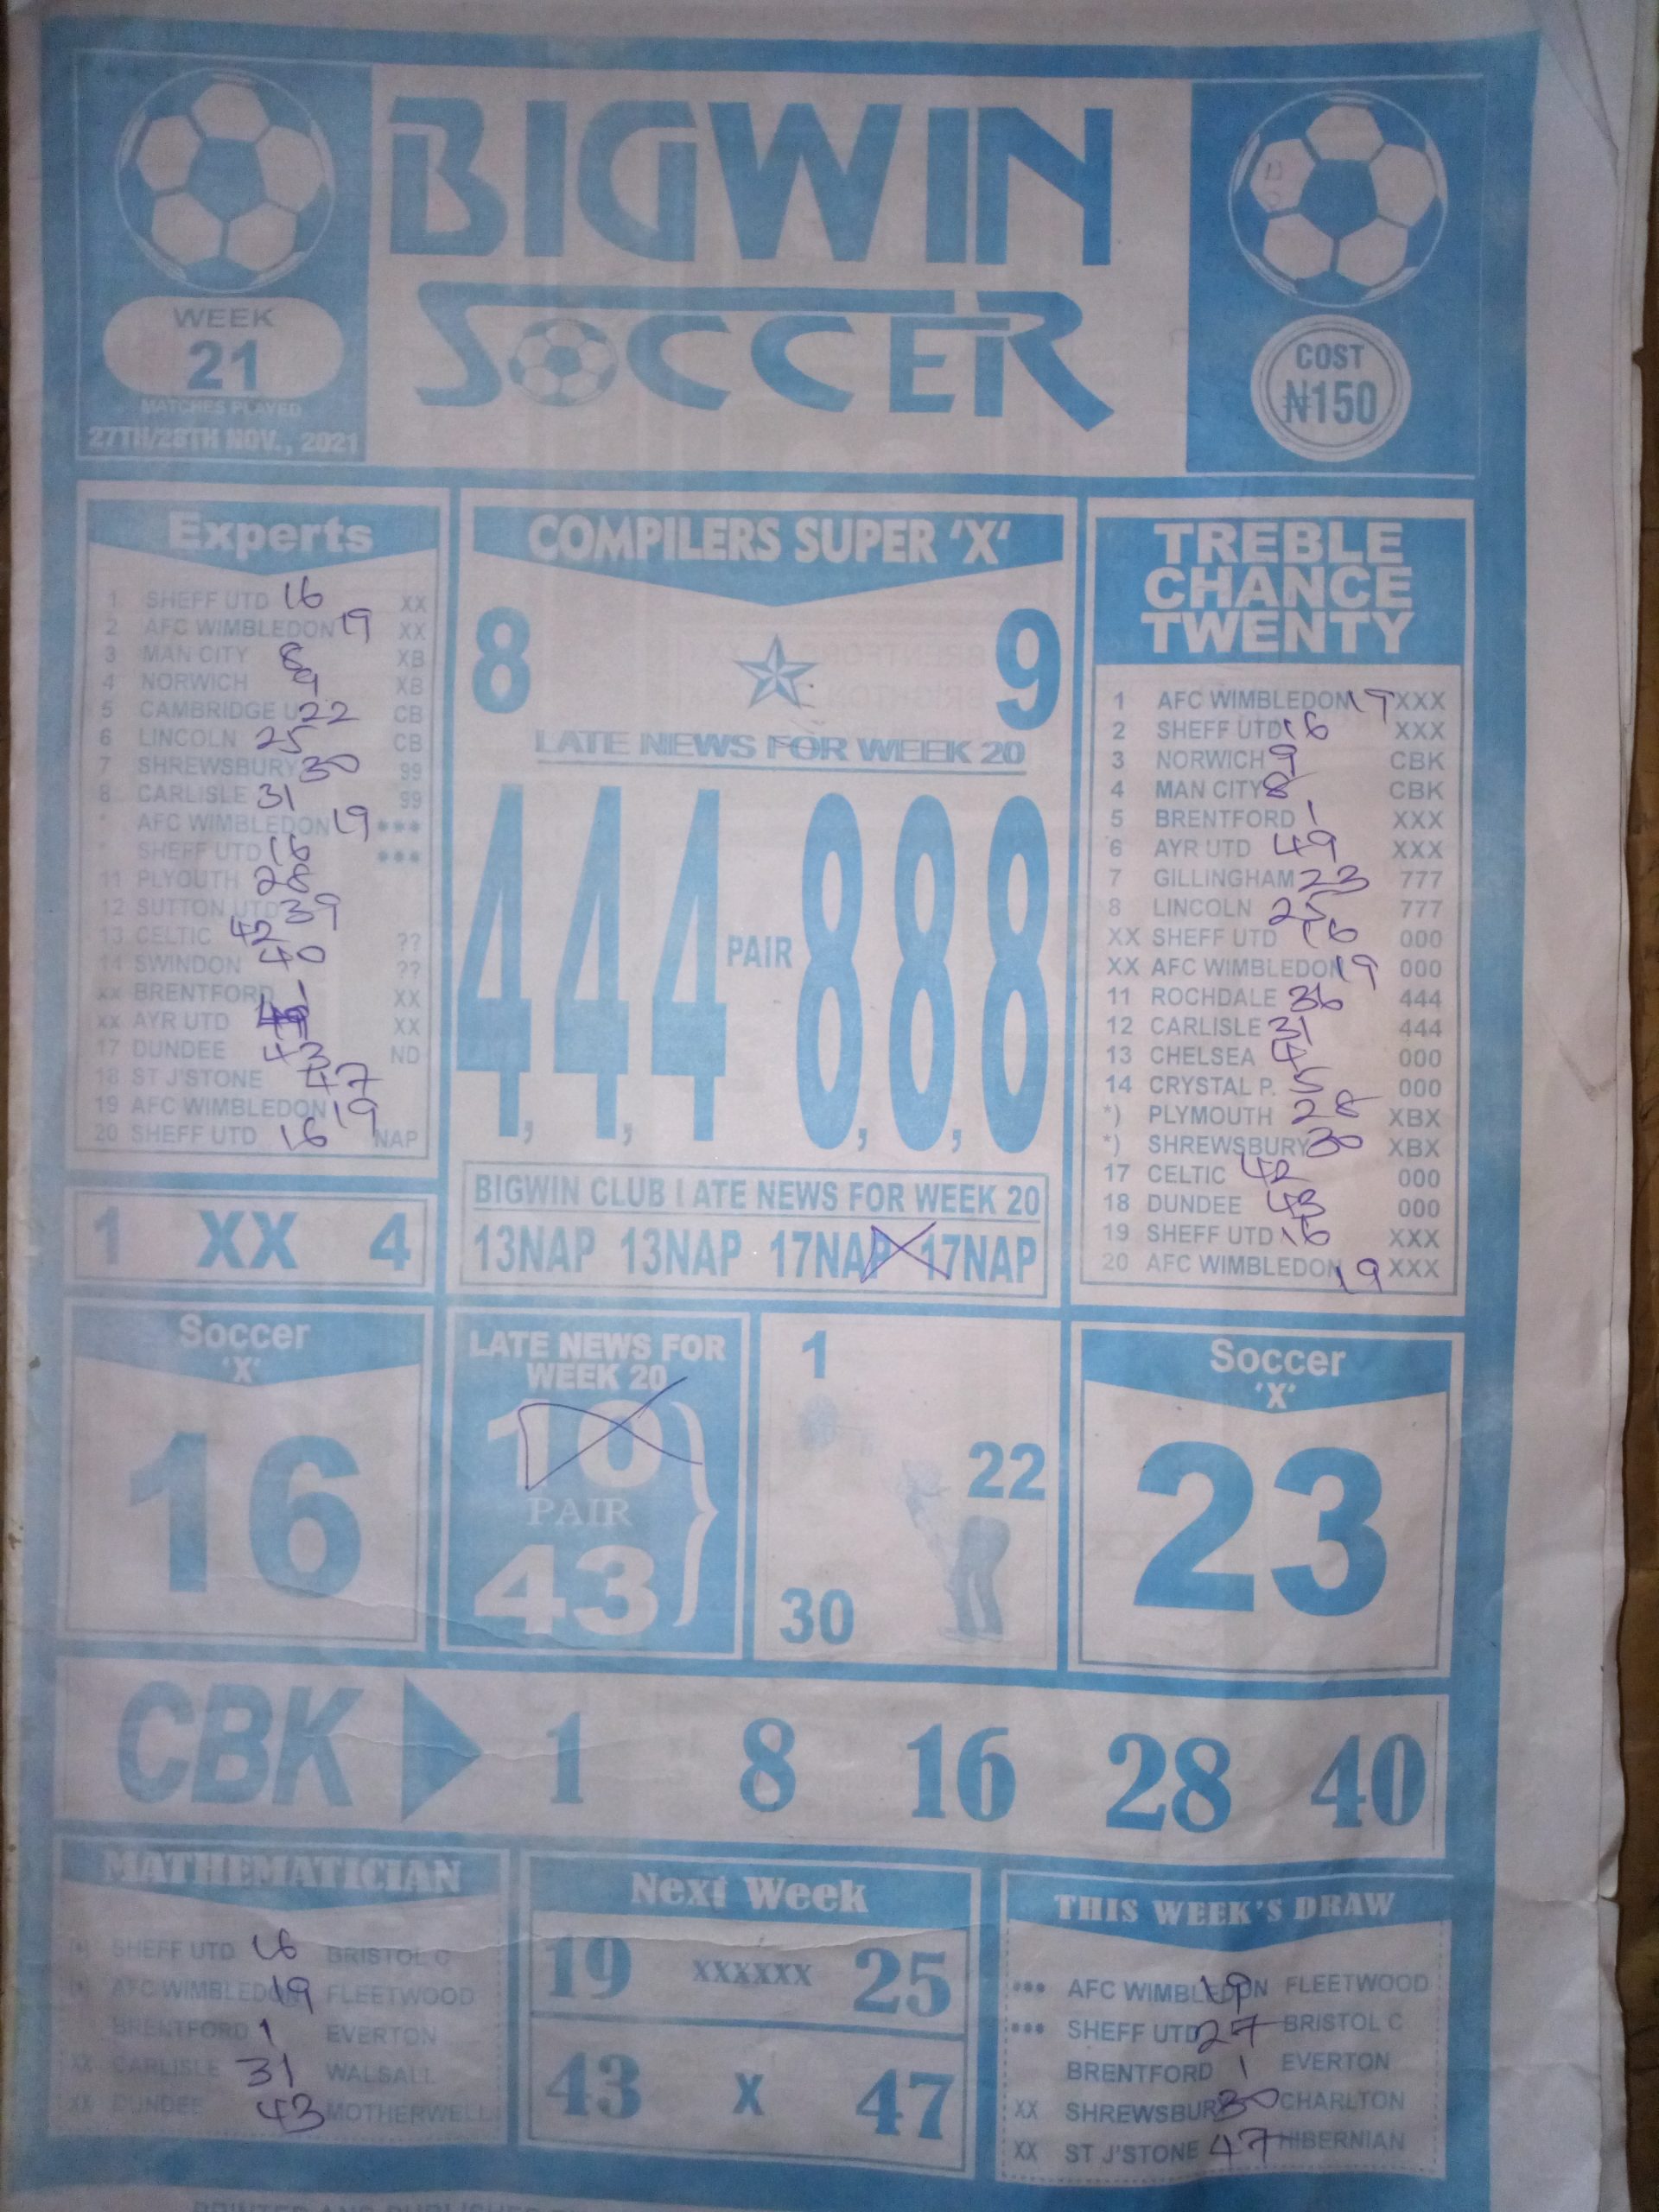 BIGWIN
SOCCER
WEEK
21
MATCHES PLAYED
27TH/28TH NOV., 2021
COST
₦150
Experts
1 SHEFF UTD 16 XX
2 AFC WIMBLEDON 19 XX
3 MAN CITY 8 XB
4 NORWICH 9 XB
5 CAMBRIDGE U 22 CB
6 LINCOLN 25 CB
7 SHREWSBURY 30 99
8 CARLISLE 31 99
* AFC WIMBLEDON 19 •••
* SHEFF UTD 16 •••
11 PLYOUTH 28
12 SUTTON UTD 39
13 CELTIC 42 ??
14 SWINDON 40 ??
xx BRENTFORD 1 XX
xx AYR UTD XX
17 DUNDEE 43 ND
18 ST J'STONE 47
19 AFC WIMBLEDON 19
20 SHEFF UTD 16 NAP
1 XX 4
COMPILERS SUPER 'X'
8 9
LATE NEWS FOR WEEK 20
4, 4, 4 PAIR 8, 8, 8
BIGWIN CLUB LATE NEWS FOR WEEK 20
13NAP 13NAP 17NAP 17NAP
TREBLE
CHANCE
TWENTY
1 AFC WIMBLEDON 19 XXX
2 SHEFF UTD 16 XXX
3 NORWICH 9 CBK
4 MAN CITY 8 CBK
5 BRENTFORD 1 XXX
6 AYR UTD 49 XXX
7 GILLINGHAM 23 777
8 LINCOLN 25 777
XX SHEFF UTD 16 000
XX AFC WIMBLEDON 19 000
11 ROCHDALE 36 444
12 CARLISLE 31 444
13 CHELSEA 4 000
14 CRYSTAL P. 5 000
*) PLYMOUTH 28 XBX
*) SHREWSBURY 30 XBX
17 CELTIC 42 000
18 DUNDEE 43 000
19 SHEFF UTD 16 XXX
20 AFC WIMBLEDON 19 XXX
Soccer
'X'
16
LATE NEWS FOR
WEEK 20
10
PAIR
43
1
22
30
Soccer
'X'
23
CBK 1 8 16 28 40
MATHEMATICIAN
SHEFF UTD 16 BRISTOL C
AFC WIMBLEDON 19 FLEETWOOD
BRENTFORD 1 EVERTON
XX CARLISLE 31 WALSALL
XX DUNDEE 43 MOTHERWELL
Next Week
19 XXXXXX 25
43 X 47
THIS WEEK'S DRAW
••• AFC WIMBLEDON 19 FLEETWOOD
••• SHEFF UTD 27 BRISTOL C
BRENTFORD 1 EVERTON
XX SHREWSBURY 30 CHARLTON
XX ST J'STONE 47 HIBERNIAN